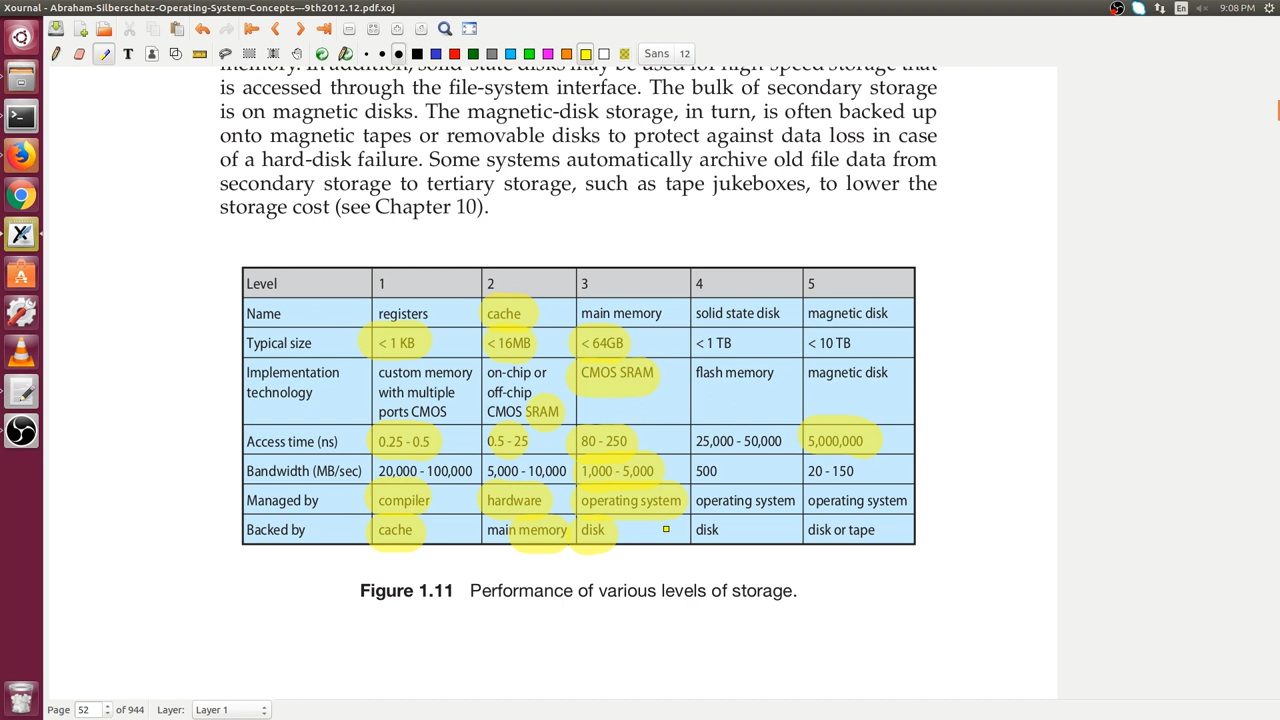 Xournal - Abraham-Silberschatz-Operating-System-Concepts---9th2012.12.pdf.xoj
En
9:08 PM
Sans 12
memory. In addition, solid-state disks may be used for high-speed storage that
is accessed through the file-system interface. The bulk of secondary storage
is on magnetic disks. The magnetic-disk storage, in turn, is often backed up
onto magnetic tapes or removable disks to protect against data loss in case
of a hard-disk failure. Some systems automatically archive old file data from
secondary storage to tertiary storage, such as tape jukeboxes, to lower the
storage cost (see Chapter 10).
Level 1 2 3 4 5
Name registers cache main memory solid state disk magnetic disk
Typical size < 1 KB < 16MB < 64GB < 1 TB < 10 TB
Implementation technology custom memory with multiple ports CMOS on-chip or off-chip CMOS SRAM CMOS SRAM flash memory magnetic disk
Access time (ns) 0.25 - 0.5 0.5 - 25 80 - 250 25,000 - 50,000 5,000,000
Bandwidth (MB/sec) 20,000 - 100,000 5,000 - 10,000 1,000 - 5,000 500 20 - 150
Managed by compiler hardware operating system operating system operating system
Backed by cache main memory disk disk disk or tape
Figure 1.11 Performance of various levels of storage.
Page 52 of 944 Layer: Layer 1